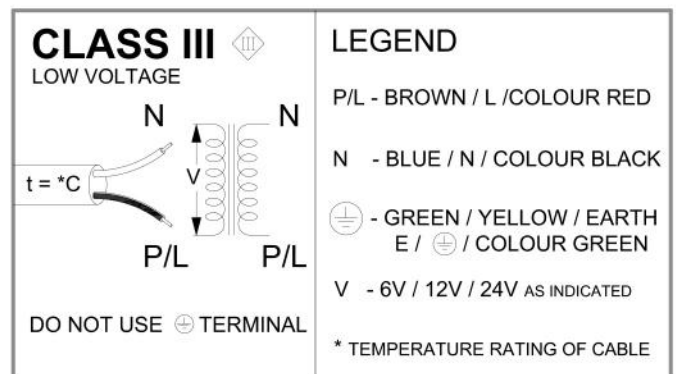 CLASS III III
LOW VOLTAGE
N N
t = *C
V
P/L P/L
DO NOT USE ⏚ TERMINAL
LEGEND
P/L - BROWN / L /COLOUR RED
N - BLUE / N / COLOUR BLACK
⏚ - GREEN / YELLOW / EARTH
E / ⏚ / COLOUR GREEN
V - 6V / 12V / 24V AS INDICATED
* TEMPERATURE RATING OF CABLE